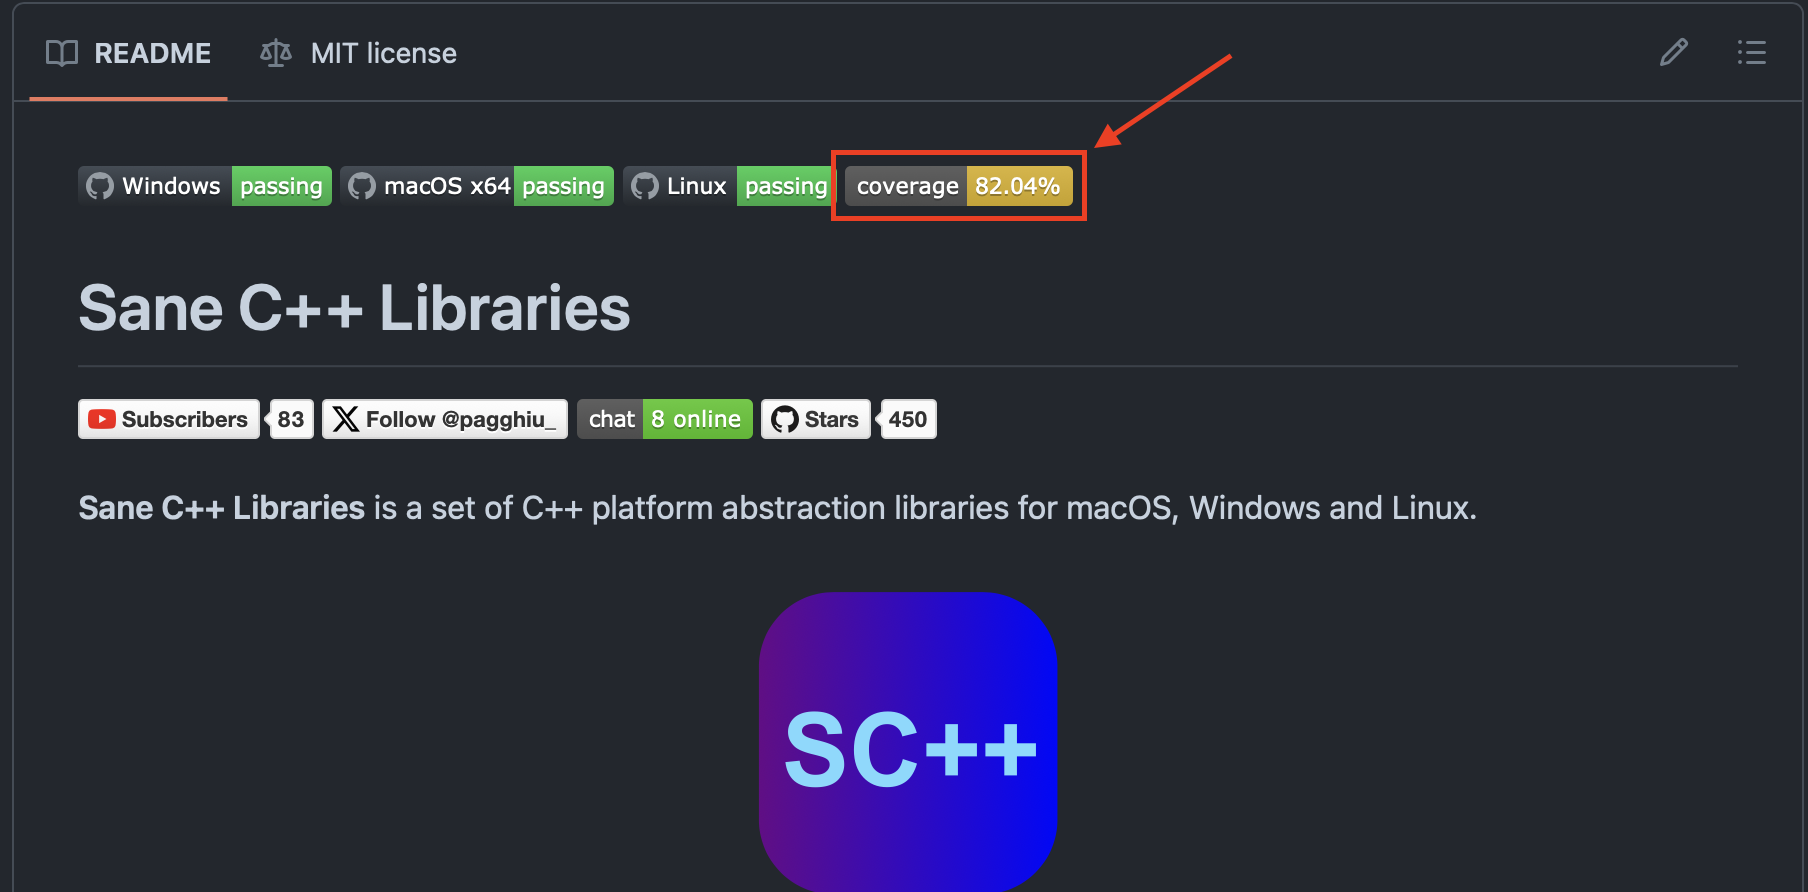 README MIT license
Windows passing macOS x64 passing Linux passing coverage 82.04%
Sane C++ Libraries
Subscribers 83 Follow @pagghiu_ chat 8 online Stars 450
Sane C++ Libraries is a set of C++ platform abstraction libraries for macOS, Windows and Linux.
SC++